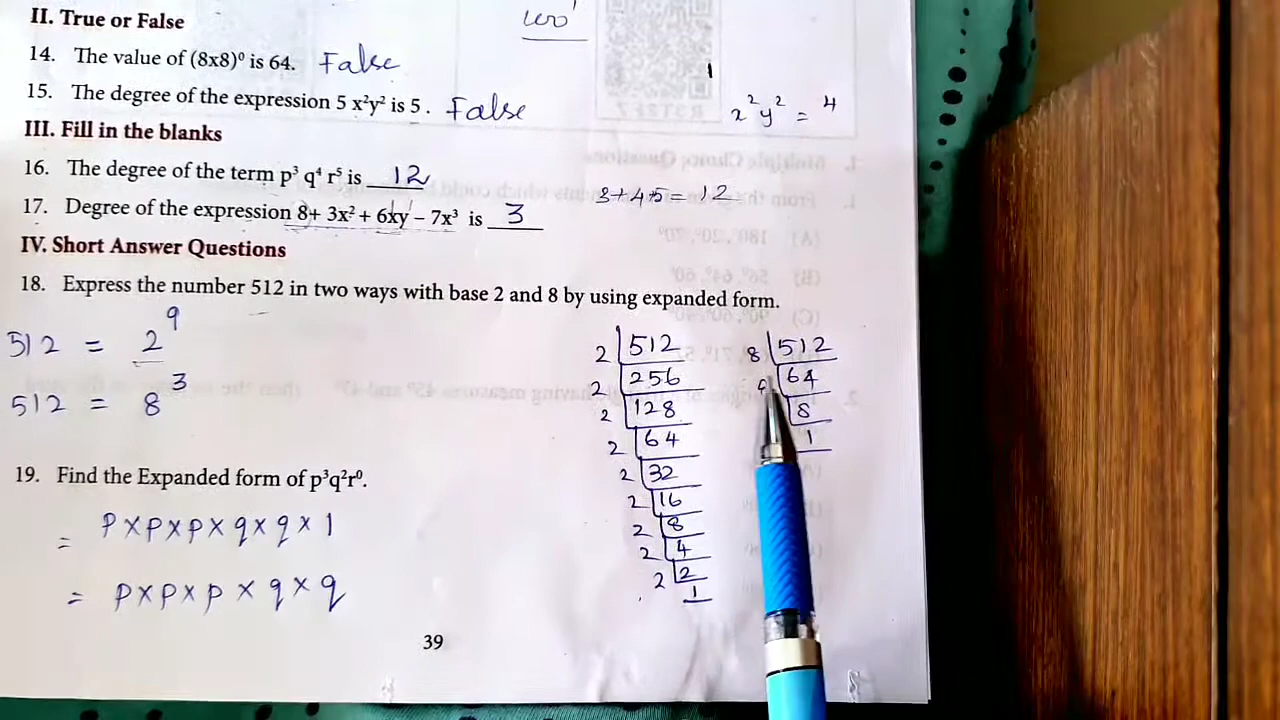 II. True or False
14. The value of (8x8)⁰ is 64. False
15. The degree of the expression 5 x²y² is 5 . False
x²y² = 4
III. Fill in the blanks
16. The degree of the term p³ q⁴ r⁵ is 12
3+4+5 = 12
17. Degree of the expression 8+ 3x² + 6xy – 7x³ is 3
IV. Short Answer Questions
18. Express the number 512 in two ways with base 2 and 8 by using expanded form.
512 = 2⁹
512 = 8³
2 512
2 256
2 128
2 64
2 32
2 16
2 8
2 4
2 2
1
8 512
64
8
1
19. Find the Expanded form of p³q²r⁰.
= p×p×p×q×q×1
= p×p×p×q×q
39